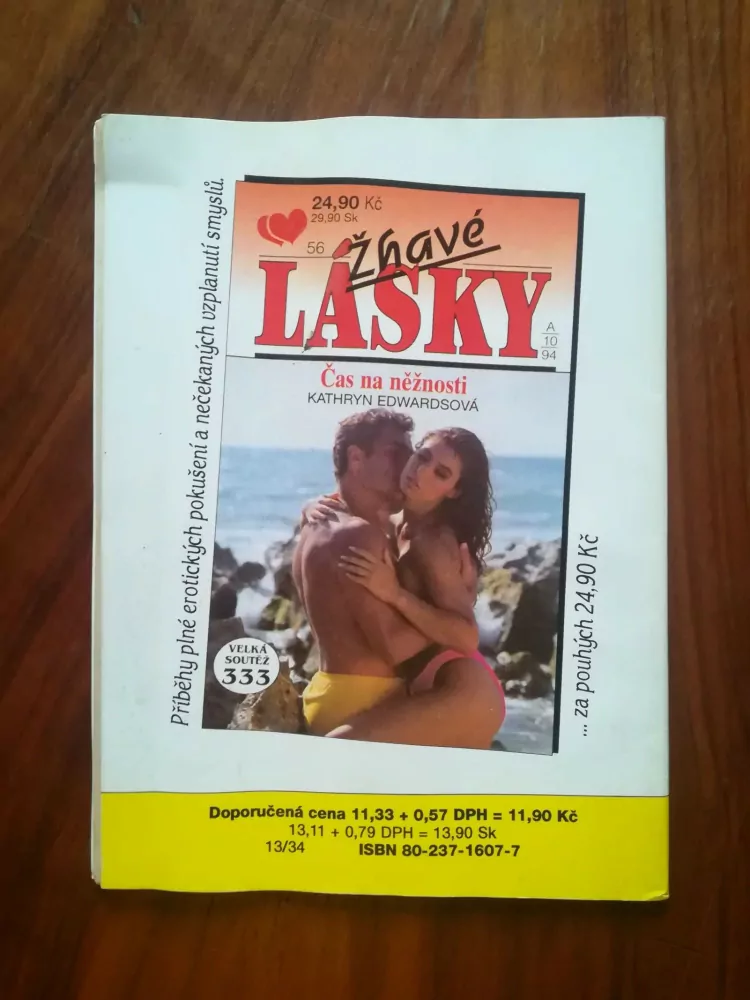 Příběhy plné erotických pokušení a nečekaných vzplanutí smyslů.
24,90 Kč
29,90 Sk
56
žhavé
LÁSKY
A
10
94
Čas na něžnosti
KATHRYN EDWARDSOVÁ
VELKÁ
SOUTĚŽ
333
... za pouhých 24,90 Kč
Doporučená cena 11,33 + 0,57 DPH = 11,90 Kč
13,11 + 0,79 DPH = 13,90 Sk
13/34 ISBN 80-237-1607-7